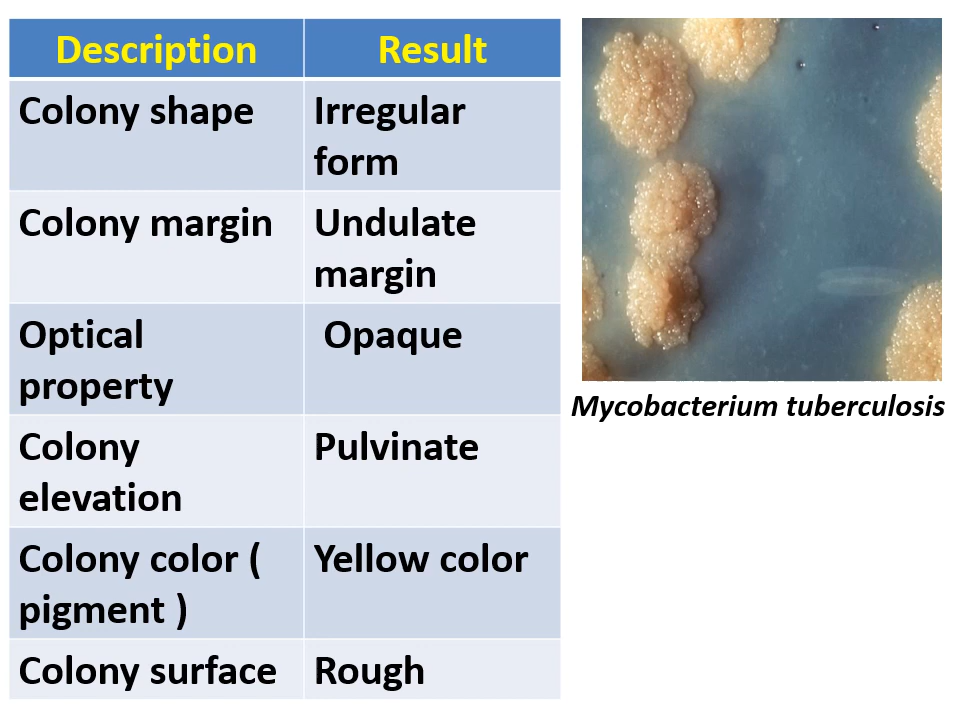 Description Result
Colony shape Irregular
form
Colony margin Undulate
margin
Optical Opaque
property
Colony Pulvinate
elevation
Colony color ( Yellow color
pigment )
Colony surface Rough
Mycobacterium tuberculosis